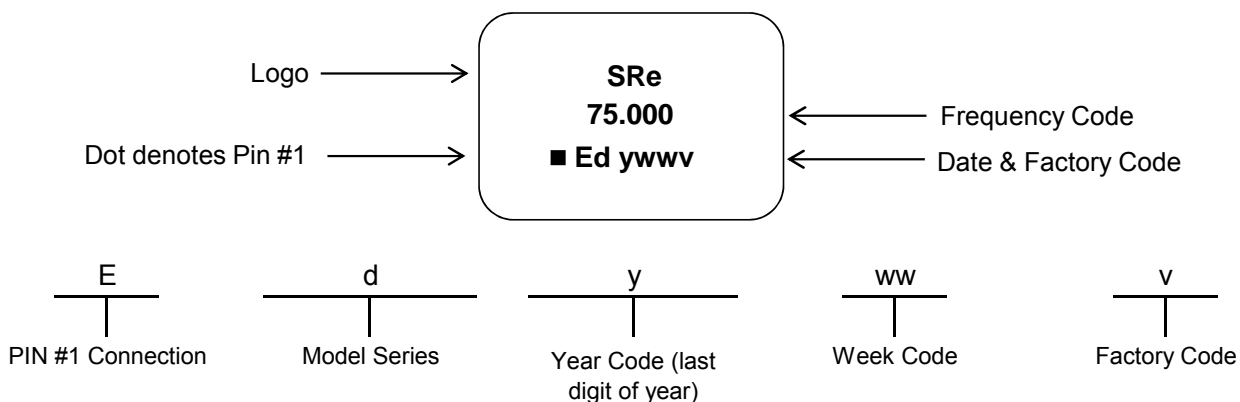 Logo
SRe
75.000
Frequency Code
Dot denotes Pin #1
■ Ed ywwv
Date & Factory Code
E
d
y
ww
v
PIN #1 Connection
Model Series
Year Code (last
digit of year)
Week Code
Factory Code